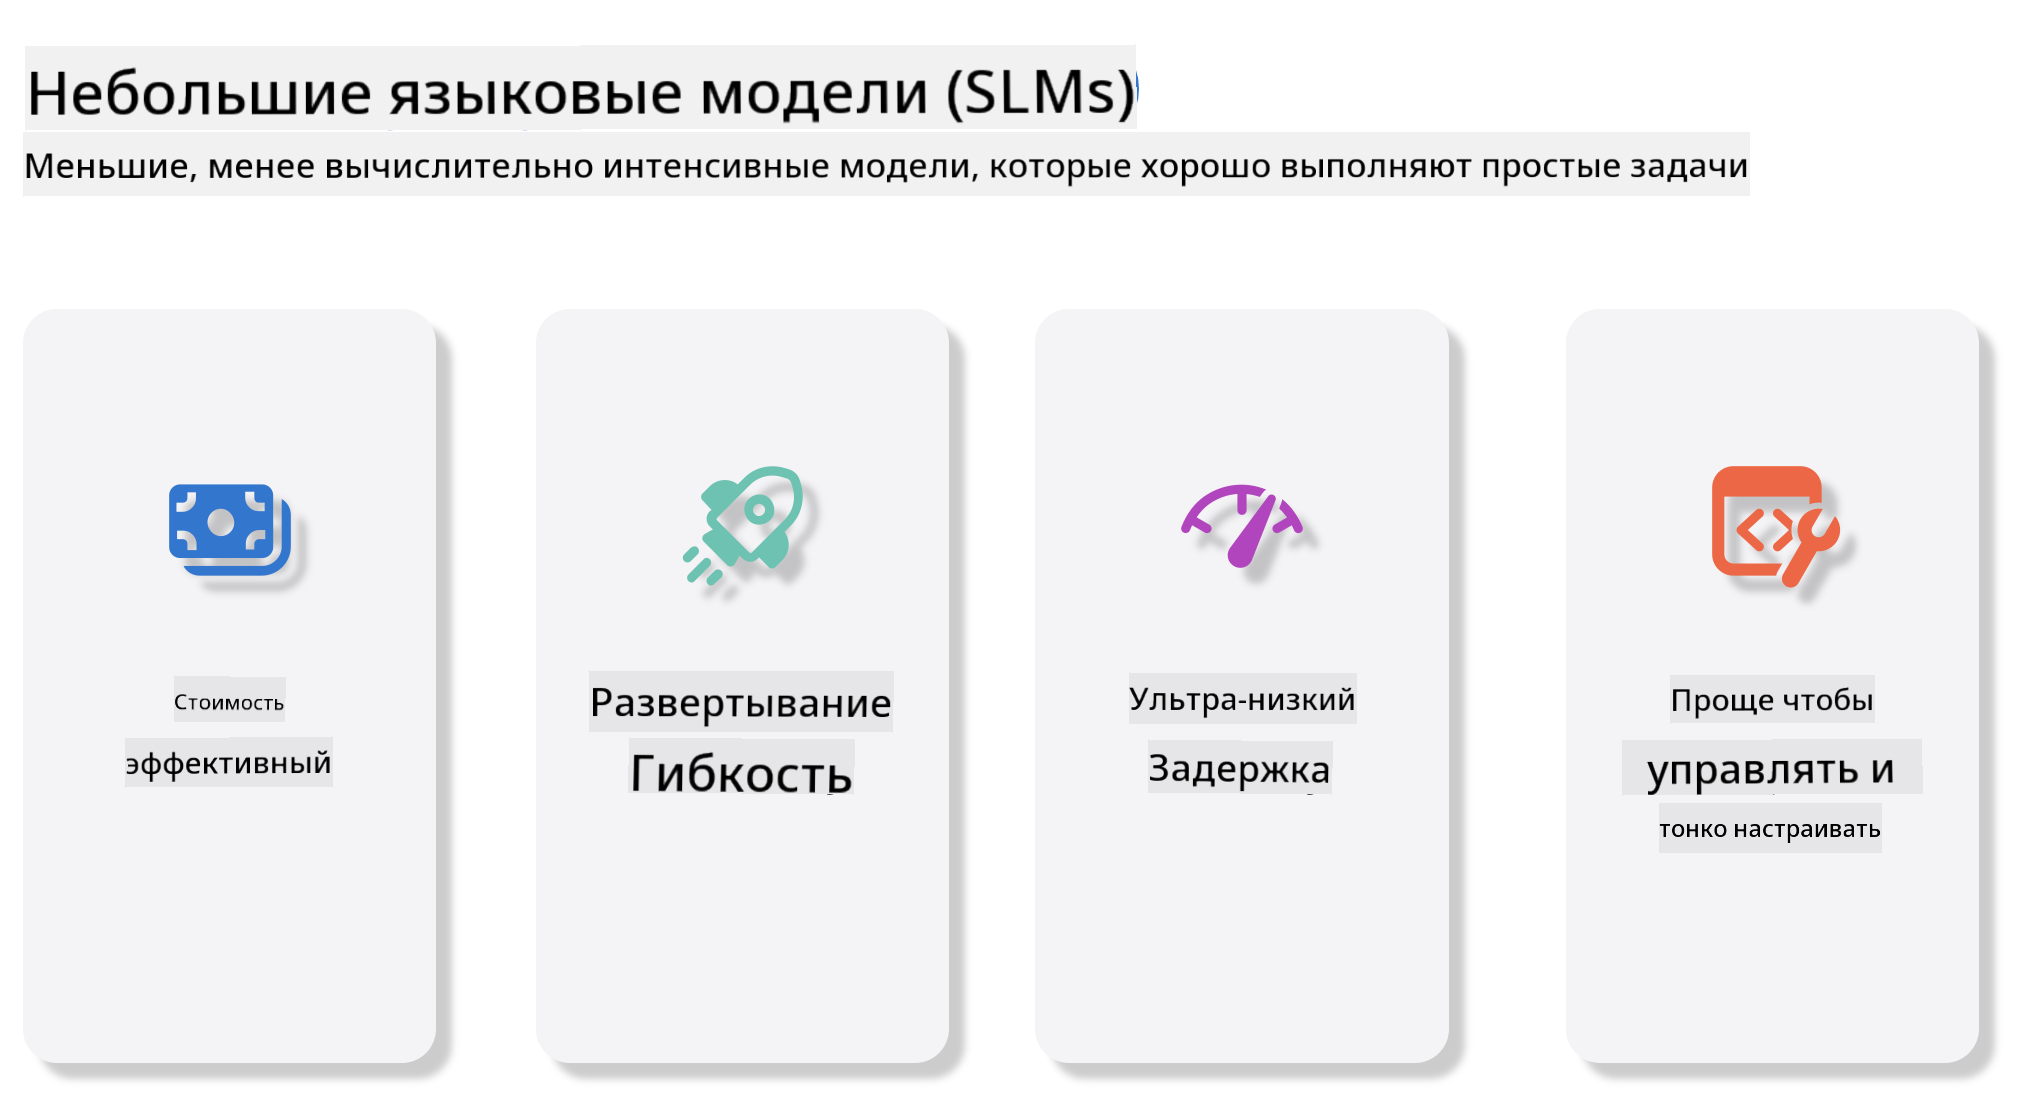 Небольшие языковые модели (SLMs)
Меньшие, менее вычислительно интенсивные модели, которые хорошо выполняют простые задачи
Стоимость
эффективный
Развертывание
Гибкость
Ультра-низкий
Задержка
Проще чтобы
управлять и
тонко настраивать